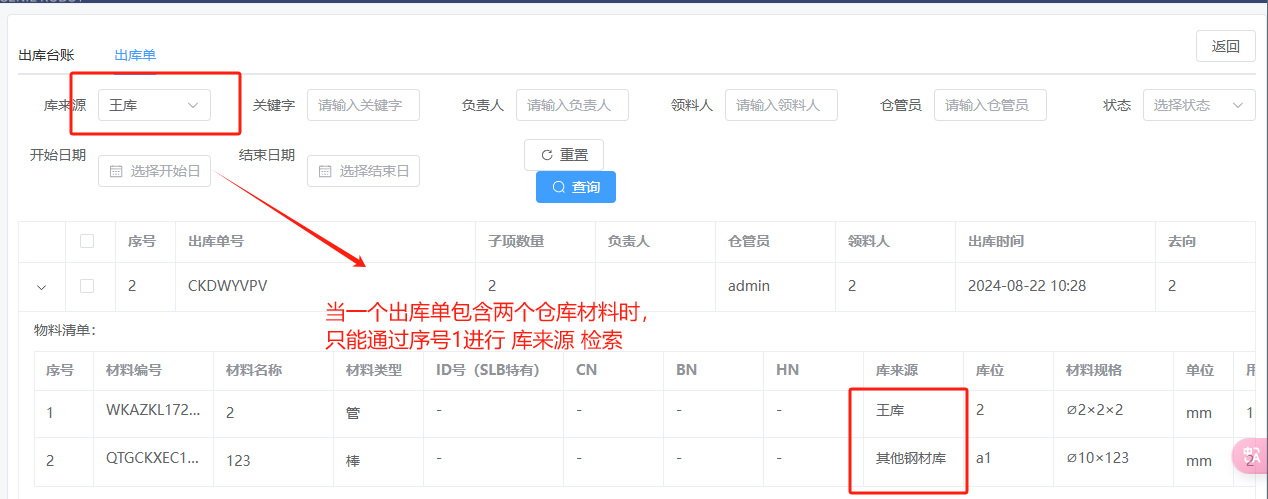 出库台账 出库单 返回
库来源 王库 关键字 请输入关键字 负责人 请输入负责人 领料人 请输入领料人 仓管员 请输入仓管员 状态 选择状态
开始日期 选择开始日 结束日期 选择结束日 重置
查询
序号 出库单号 子项数量 负责人 仓管员 领料人 出库时间 去向
2 CKDWYVPV 2 admin 2 2024-08-22 10:28 2
当一个出库单包含两个仓库材料时，
只能通过序号1进行 库来源 检索
物料清单：
序号 材料编号 材料名称 材料类型 ID号（SLB特有） CN BN HN 库来源 库位 材料规格 单位
1 WKAZKL172... 2 管 - - - - 王库 2 ∅2×2×2 mm 1
2 QTGCKXEC1... 123 棒 - - - - 其他钢材库 a1 ∅10×123 mm 2